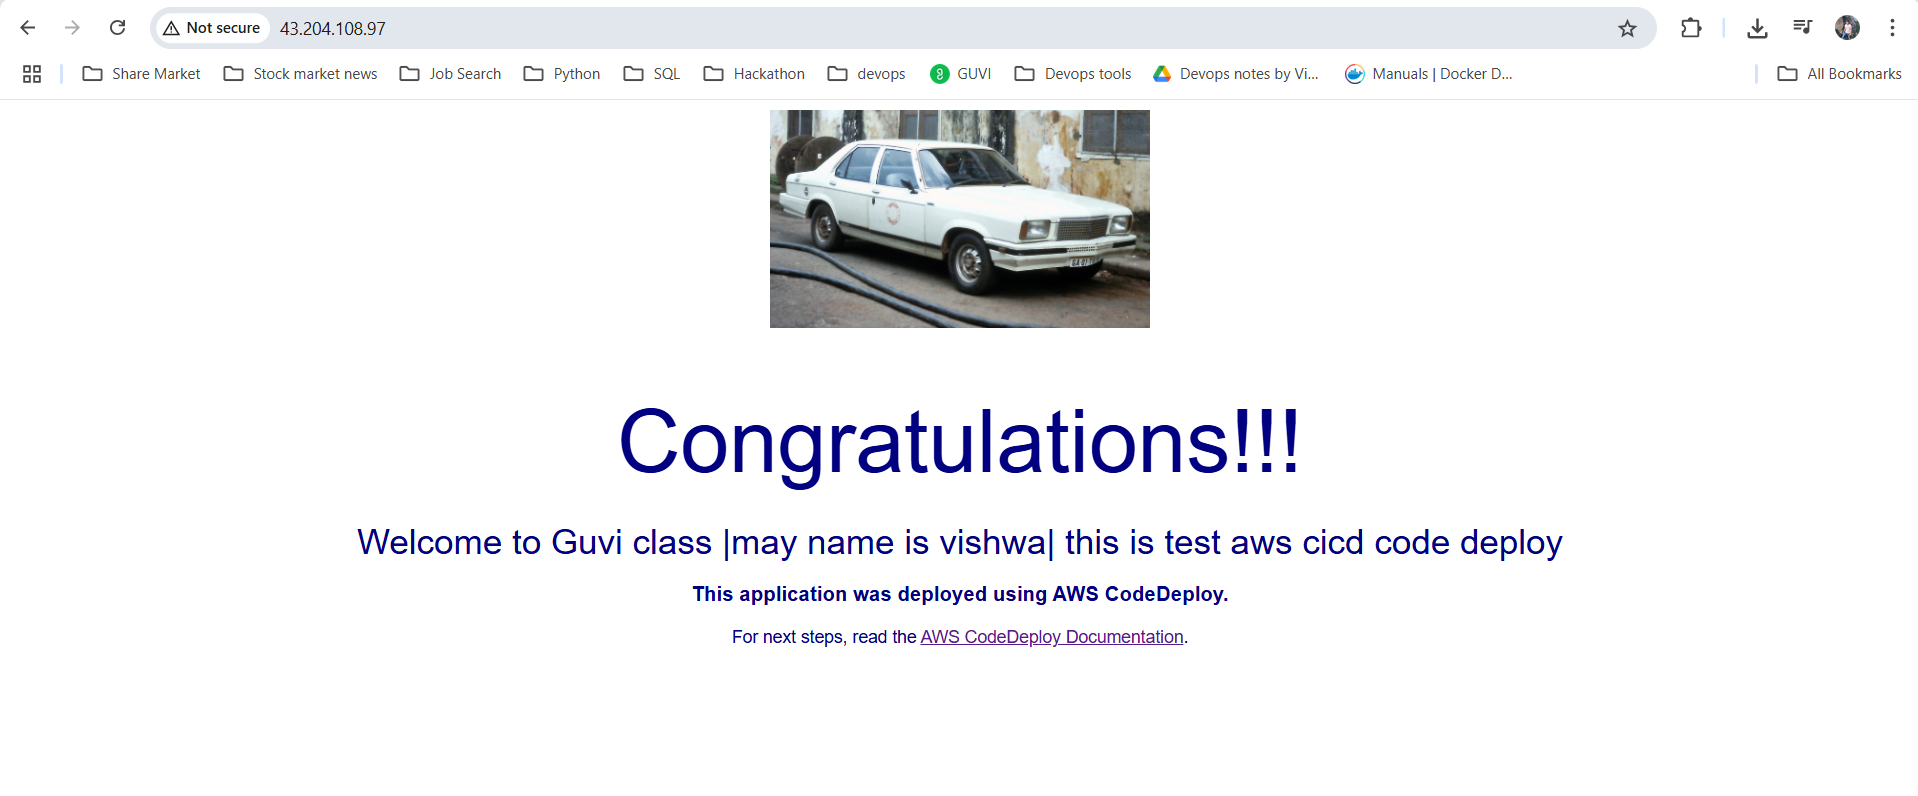 Not secure 43.204.108.97
Share Market Stock market news Job Search Python SQL Hackathon devops GUVI Devops tools Devops notes by Vi... Manuals | Docker D... All Bookmarks
Congratulations!!!
Welcome to Guvi class |may name is vishwa| this is test aws cicd code deploy
This application was deployed using AWS CodeDeploy.
For next steps, read the AWS CodeDeploy Documentation.